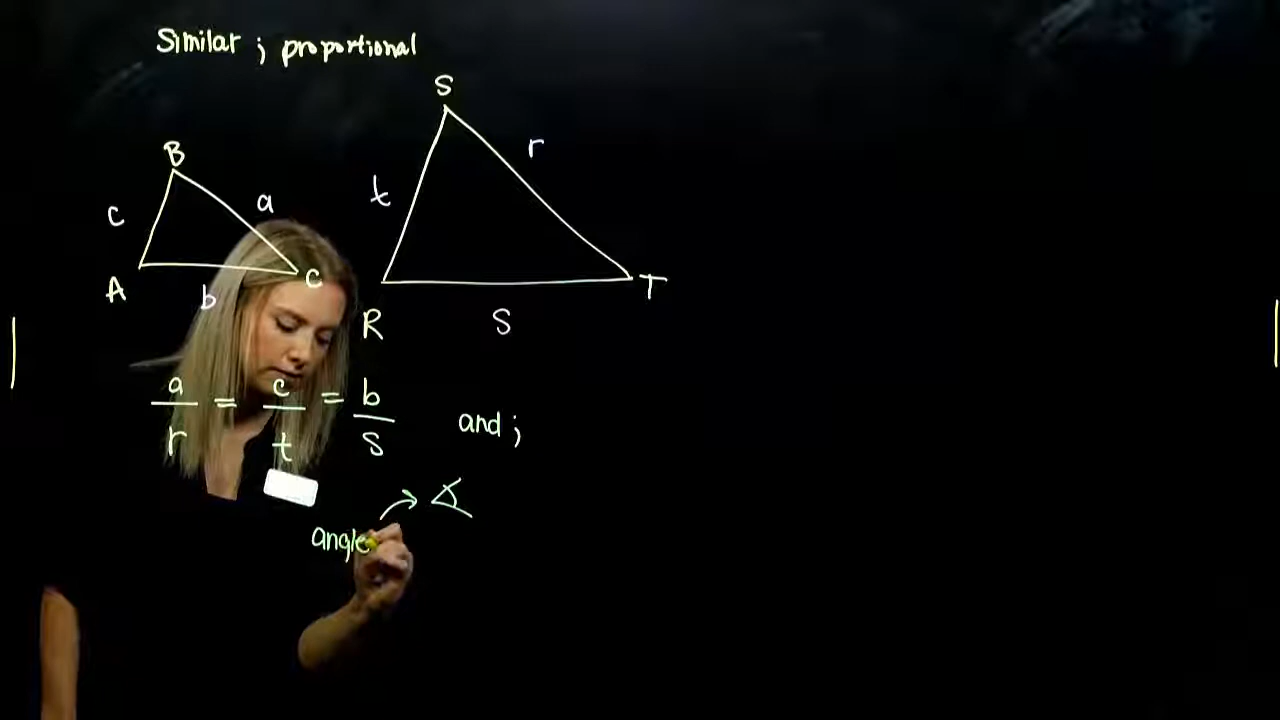 Similar ; proportional
S
r
B
t
a
c
C
T
A
b
R
S
a/r = c/t = b/s and ;
∡
angle